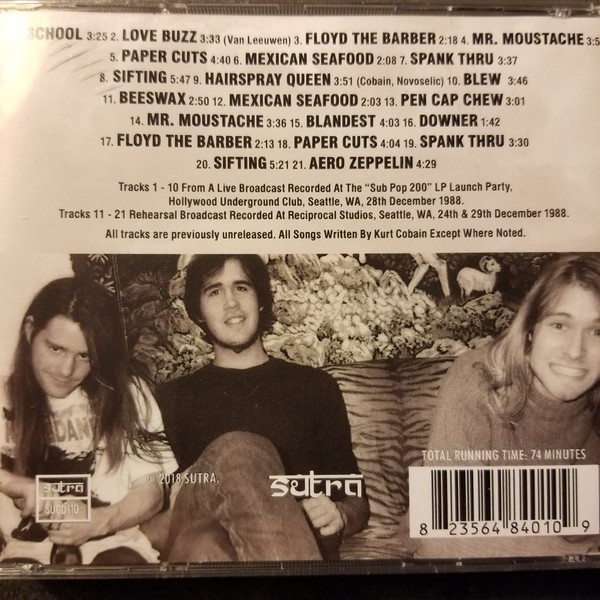 SCHOOL 3:25 2. LOVE BUZZ 3:33 (Van Leeuwen) 3. FLOYD THE BARBER 2:18 4. MR. MOUSTACHE
5. PAPER CUTS 4:40 6. MEXICAN SEAFOOD 2:08 7. SPANK THRU 3:37
8. SIFTING 5:47 9. HAIRSPRAY QUEEN 3:51 (Cobain, Novoselic) 10. BLEW 3:46
11. BEESWAX 2:50 12. MEXICAN SEAFOOD 2:03 13. PEN CAP CHEW 3:01
14. MR. MOUSTACHE 3:36 15. BLANDEST 4:03 16. DOWNER 1:42
17. FLOYD THE BARBER 2:13 18. PAPER CUTS 4:04 19. SPANK THRU 3:30
20. SIFTING 5:21 21. AERO ZEPPELIN 4:29
Tracks 1 - 10 From A Live Broadcast Recorded At The "Sub Pop 200" LP Launch Party,
Hollywood Underground Club, Seattle, WA, 28th December 1988.
Tracks 11 - 21 Rehearsal Broadcast Recorded At Reciprocal Studios, Seattle, WA, 24th & 29th December 1988.
All tracks are previously unreleased. All Songs Written By Kurt Cobain Except Where Noted.
TOTAL RUNNING TIME: 74 MINUTES
sutra
SUCD110
© 2018 SUTRA.
sutra
8 23564 84010 9